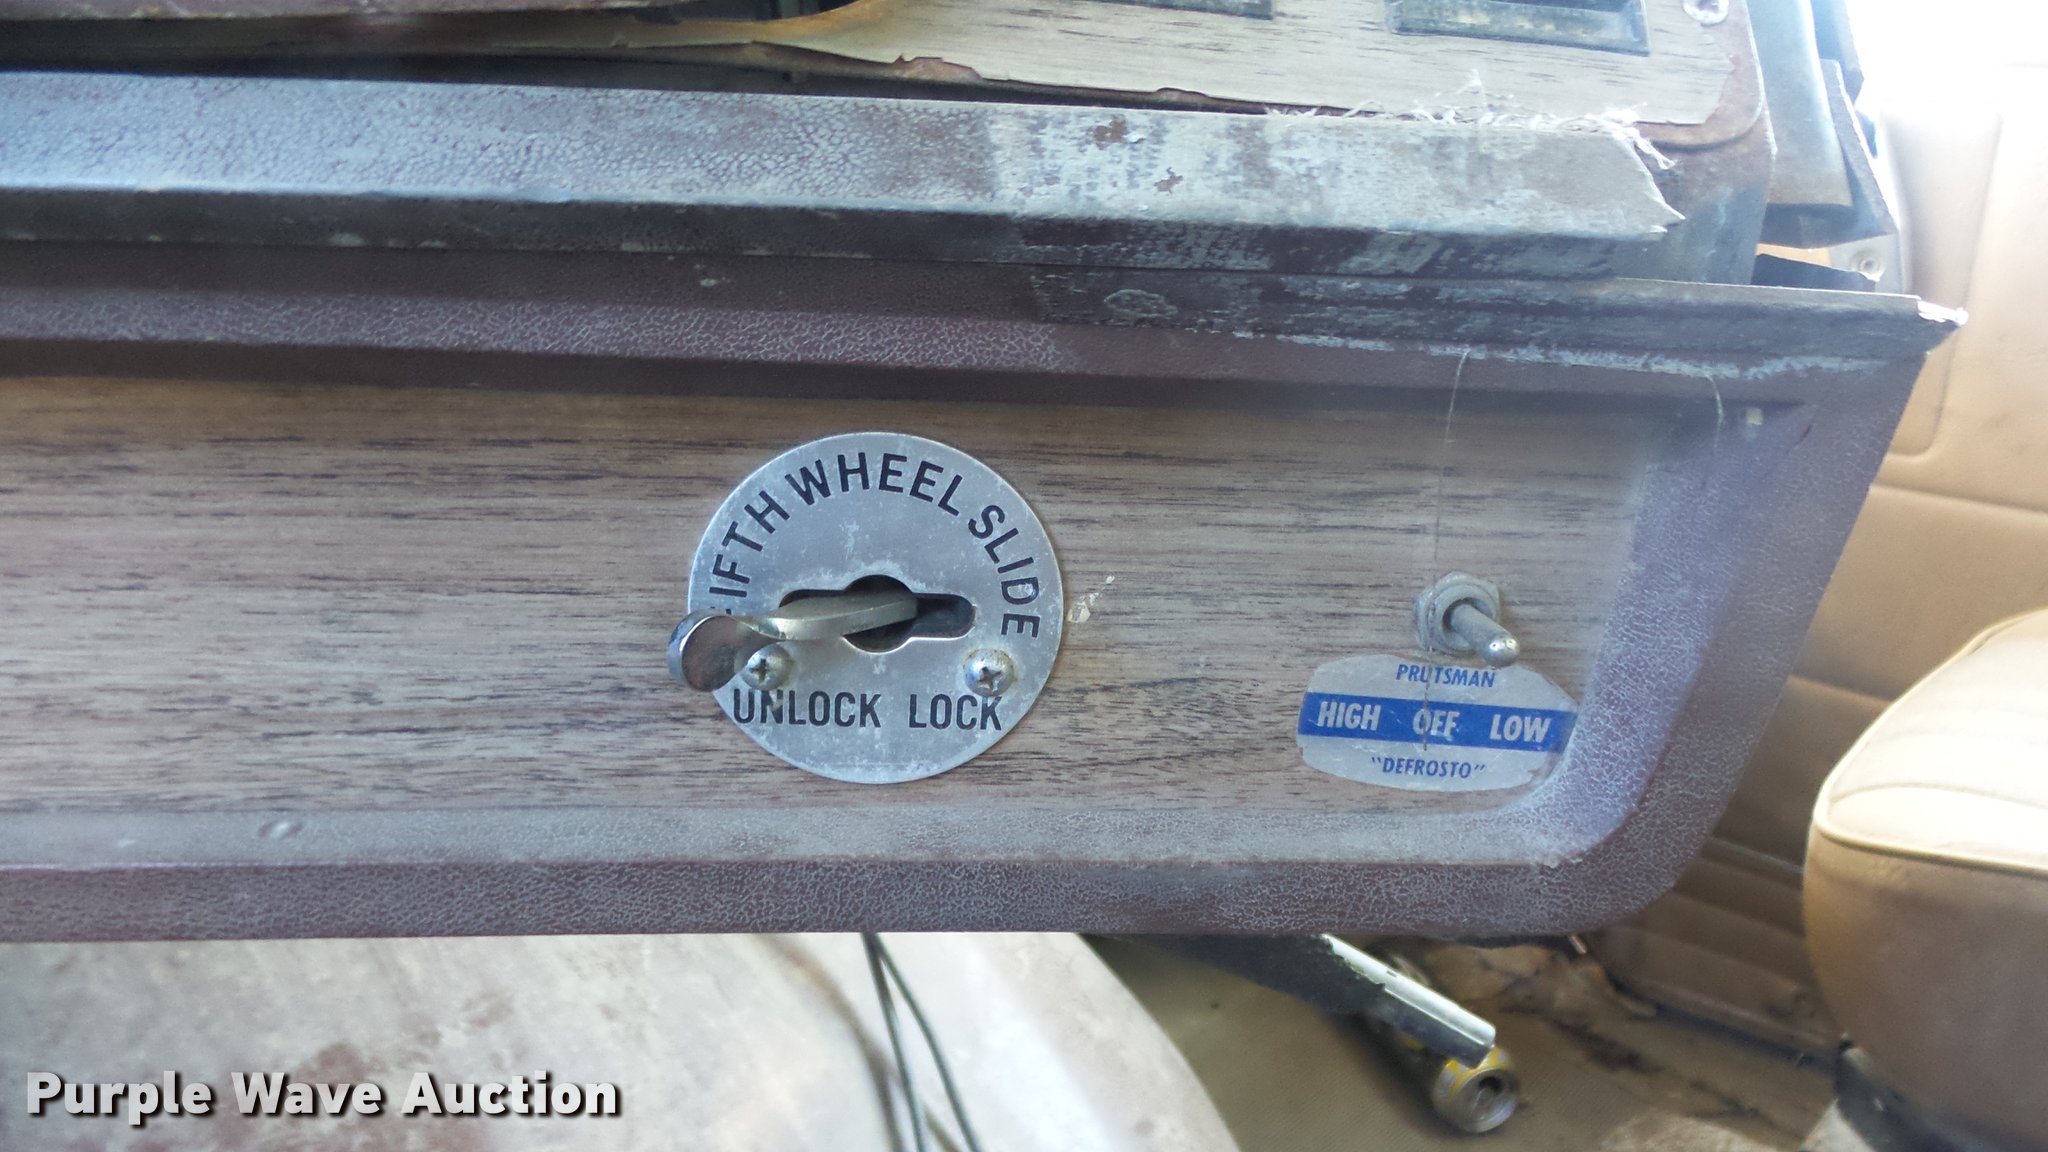 FIFTH WHEEL SLIDE
UNLOCK LOCK
PRUTSMAN
HIGH OFF LOW
"DEFROSTO"
Purple Wave Auction